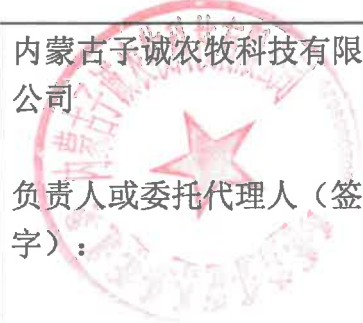 内蒙古子诚农牧科技有限
公司
负责人或委托代理人（签
字）：